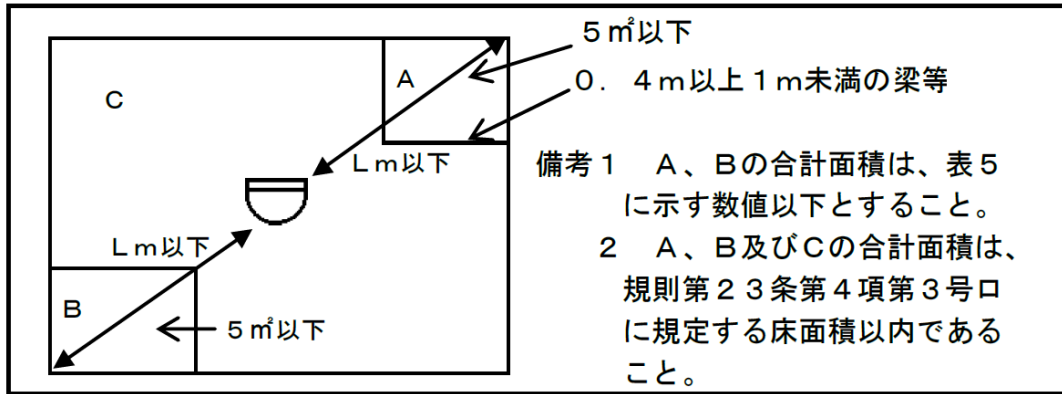 ５㎡以下
０．４ｍ以上１ｍ未満の梁等
A
C
Ｌｍ以下
Ｌｍ以下
B
５㎡以下
備考１　Ａ、Ｂの合計面積は、表５
に示す数値以下とすること。
２　Ａ、Ｂ及びＣの合計面積は、
規則第２３条第４項第３号ロ
に規定する床面積以内である
こと。